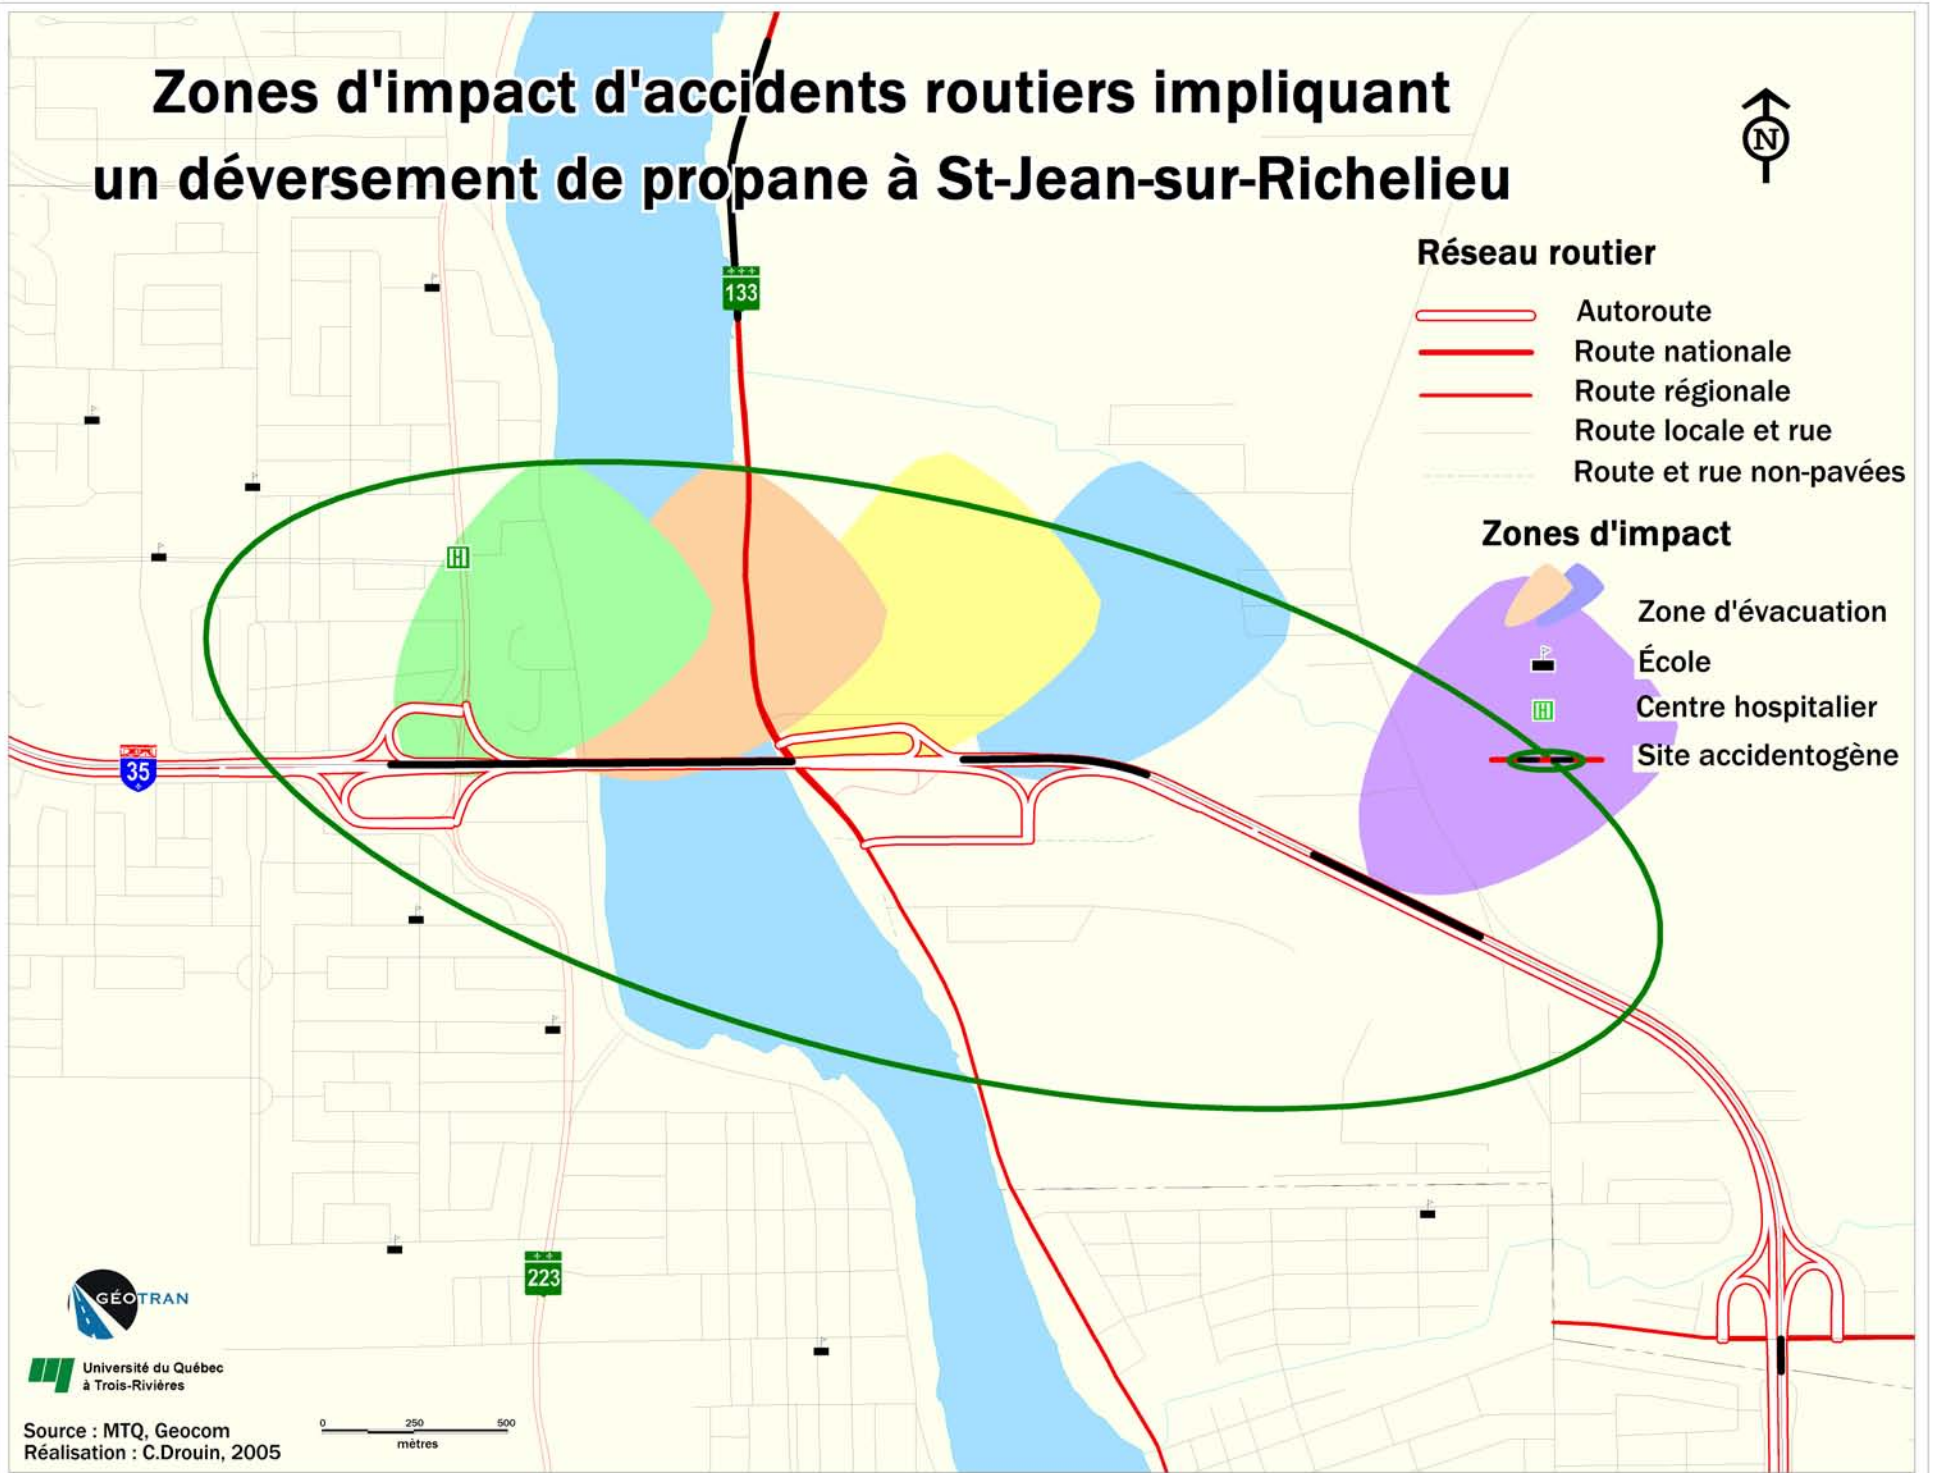 Zones d'impact d'accidents routiers impliquant
un déversement de propane à St-Jean-sur-Richelieu
N
133
Réseau routier
Autoroute
Route nationale
Route régionale
Route locale et rue
Route et rue non-pavées
Zones d'impact
Zone d'évacuation
École
H
Centre hospitalier
Site accidentogène
H
35
223
GÉOTRAN
Université du Québec
à Trois-Rivières
Source : MTQ, Geocom
Réalisation : C.Drouin, 2005
0 250 500
mètres